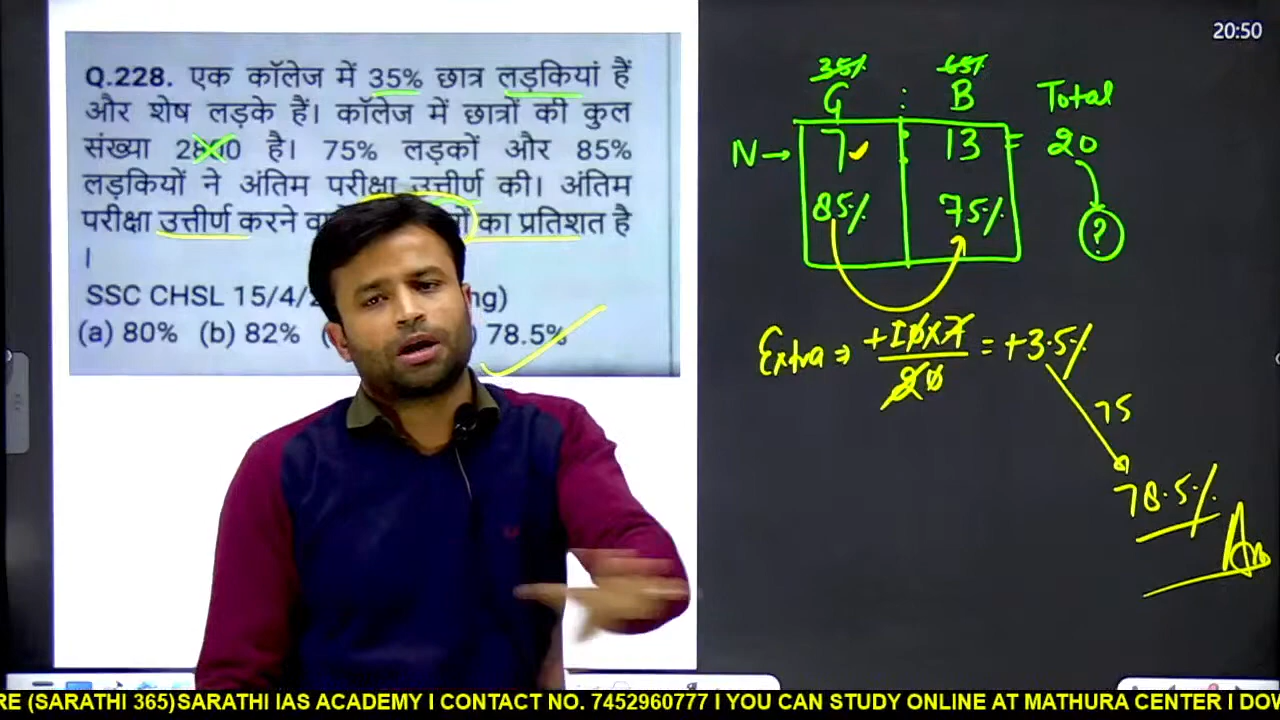 20:50
Q.228. एक कॉलेज में 35% छात्र लड़कियां हैं
और शेष लड़के हैं। कॉलेज में छात्रों की कुल
संख्या है। 75% लड़कों और 85%
लड़कियों ने अंतिम परीक्षा उत्तीर्ण की। अंतिम
परीक्षा उत्तीर्ण करने का प्रतिशत है
।
SSC CHSL 15/4/
(a) 80% (b) 82% 78.5%
35% 65%
G : B Total
N→ 7 : 13 = 20
85% 75% ?
Extra ⇒ +10×7/20 = +3.5%
75
78.5%
Ans
RE (SARATHI 365)SARATHI IAS ACADEMY I CONTACT NO. 7452960777 I YOU CAN STUDY ONLINE AT MATHURA CENTER I DOW